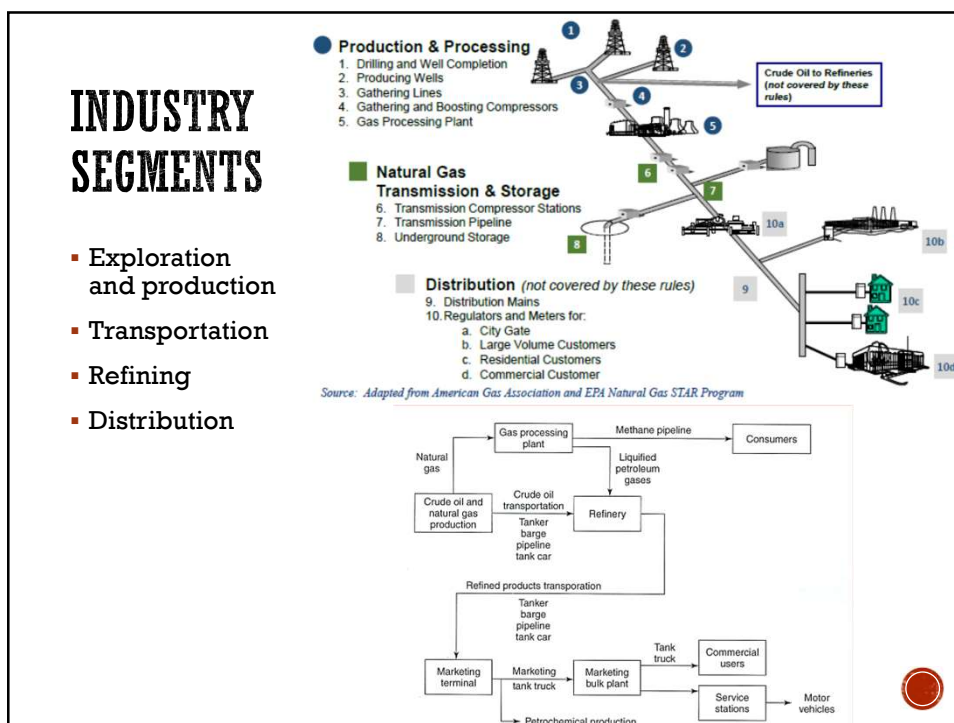 INDUSTRY
SEGMENTS
▪ Exploration
and production
▪ Transportation
▪ Refining
▪ Distribution
Production & Processing
1. Drilling and Well Completion
2. Producing Wells
3. Gathering Lines
4. Gathering and Boosting Compressors
5. Gas Processing Plant
1
2
3
4
5
Crude Oil to Refineries
(not covered by these
rules)
Natural Gas
Transmission & Storage
6. Transmission Compressor Stations
7. Transmission Pipeline
8. Underground Storage
6
7
8
10a
10b
Distribution (not covered by these rules)
9. Distribution Mains
10. Regulators and Meters for:
a. City Gate
b. Large Volume Customers
c. Residential Customers
d. Commercial Customer
9
10c
10d
Source: Adapted from American Gas Association and EPA Natural Gas STAR Program
Gas processing
plant
Methane pipeline
Consumers
Natural
gas
Liquified
petroleum
gases
Crude oil and
natural gas
production
Crude oil
transportation
Tanker
barge
pipeline
tank car
Refinery
Refined products transporation
Tanker
barge
pipeline
tank car
Marketing
terminal
Marketing
tank truck
Marketing
bulk plant
Tank
truck
Commercial
users
Service
stations
Motor
vehicles
Petrochemical production